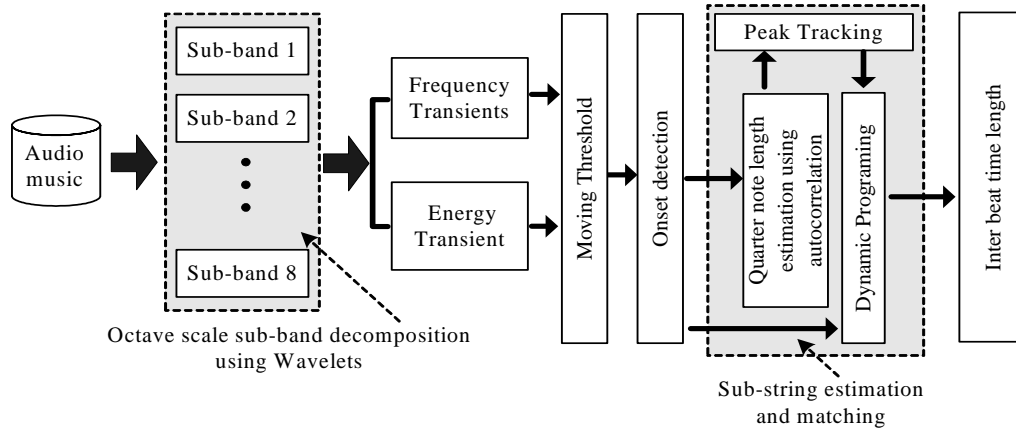 Audio
music
Sub-band 1
Sub-band 2
Sub-band 8
Octave scale sub-band decomposition
using Wavelets
Frequency
Transients
Energy
Transient
Moving Threshold
Onset detection
Peak Tracking
Quarter note length
estimation using
autocorrelation
Dynamic Programing
Sub-string estimation
and matching
Inter beat time length